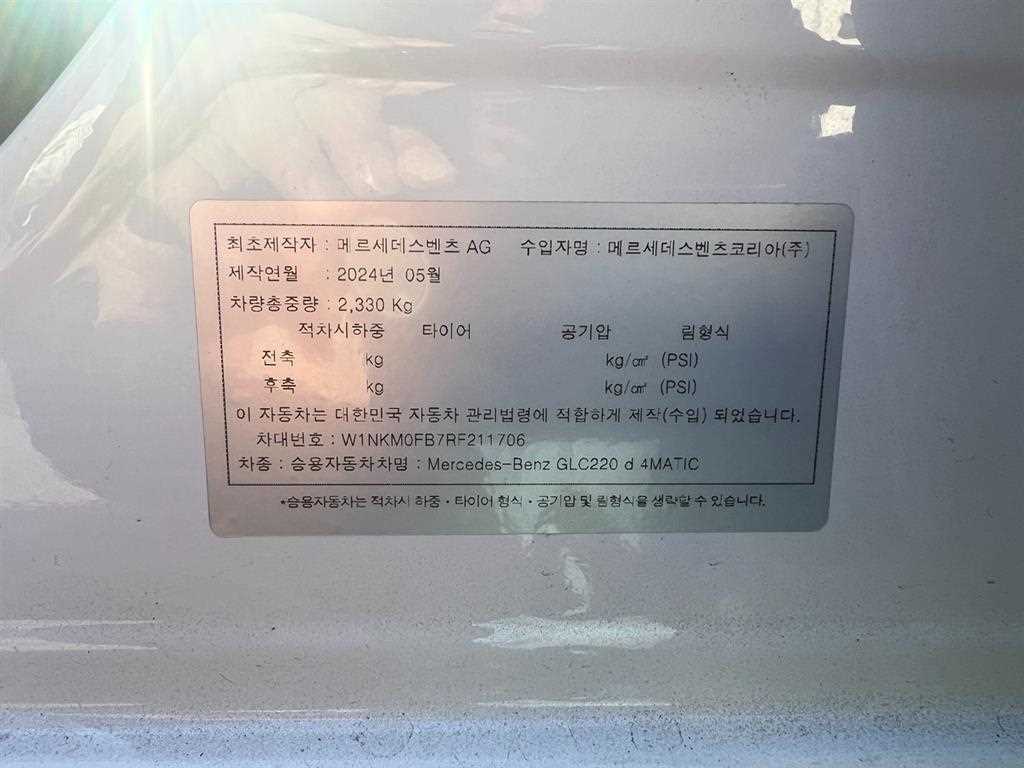 최초제작자 : 메르세데스벤츠 AG 수입자명 : 메르세데스벤츠코리아(주)
제작연월 : 2024년 05월
차량총중량 : 2,330 Kg
적차시하중 타이어 공기압 림형식
전축 kg kg/㎠ (PSI)
후축 kg kg/㎠ (PSI)
이 자동차는 대한민국 자동차 관리법령에 적합하게 제작(수입) 되었습니다.
차대번호 : W1NKM0FB7RF211706
차종 : 승용자동차차명 : Mercedes-Benz GLC220 d 4MATIC
*승용자동차는 적차시 하중·타이어 형식·공기압 및 림형식을 생략할 수 있습니다.